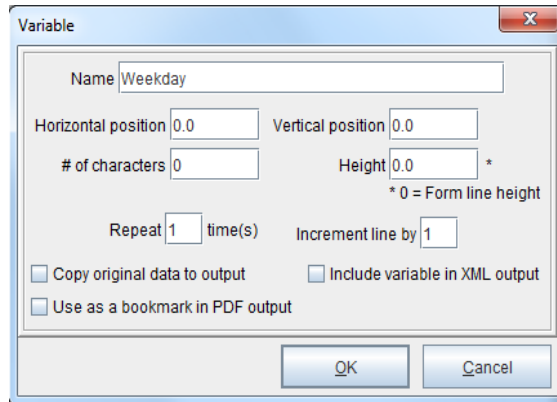 Variable
Name Weekday
Horizontal position 0.0 Vertical position 0.0
# of characters 0 Height 0.0 *
* 0 = Form line height
Repeat 1 time(s) Increment line by 1
Copy original data to output Include variable in XML output
Use as a bookmark in PDF output
OK Cancel